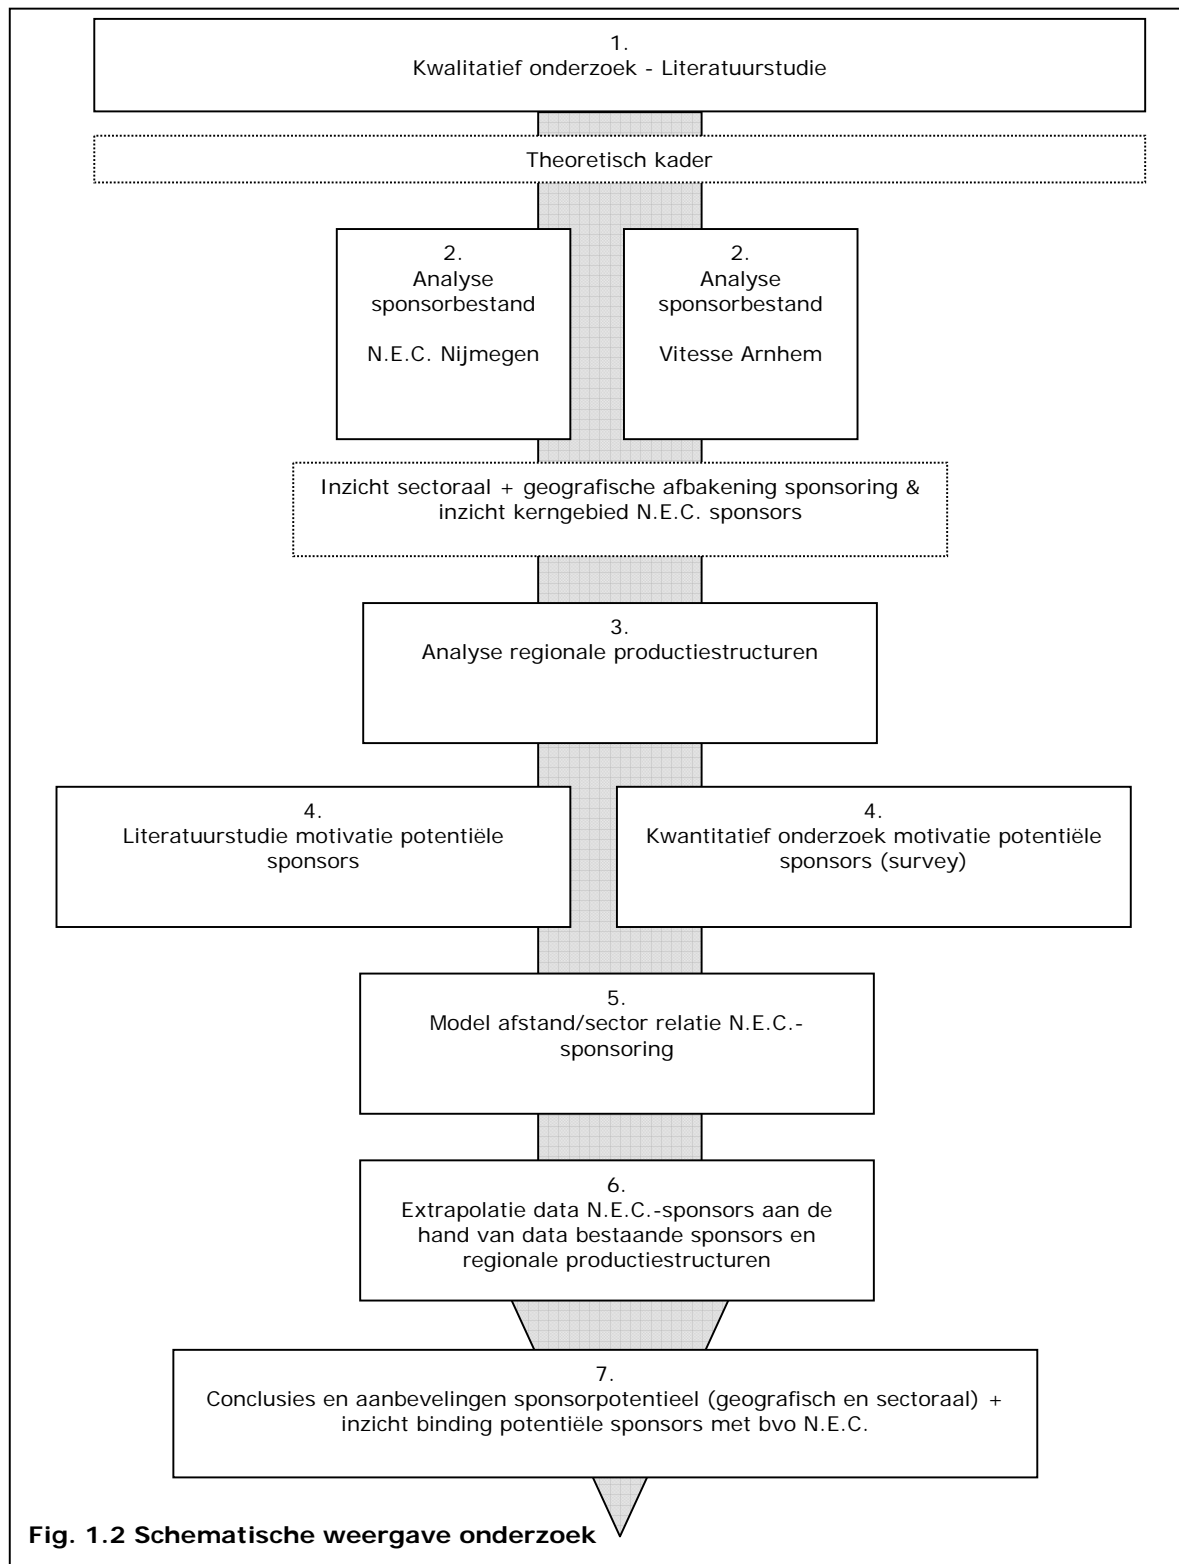 1.
Kwalitatief onderzoek - Literatuurstudie
Theoretisch kader
2.
Analyse
sponsorbestand
N.E.C. Nijmegen
2.
Analyse
sponsorbestand
Vitesse Arnhem
Inzicht sectoraal + geografische afbakening sponsoring &
inzicht kerngebied N.E.C. sponsors
3.
Analyse regionale productiestructuren
4.
Literatuurstudie motivatie potentiële
sponsors
4.
Kwantitatief onderzoek motivatie potentiële
sponsors (survey)
5.
Model afstand/sector relatie N.E.C.-
sponsoring
6.
Extrapolatie data N.E.C.-sponsors aan de
hand van data bestaande sponsors en
regionale productiestructuren
7.
Conclusies en aanbevelingen sponsorpotentieel (geografisch en sectoraal) +
inzicht binding potentiële sponsors met bvo N.E.C.
Fig. 1.2 Schematische weergave onderzoek